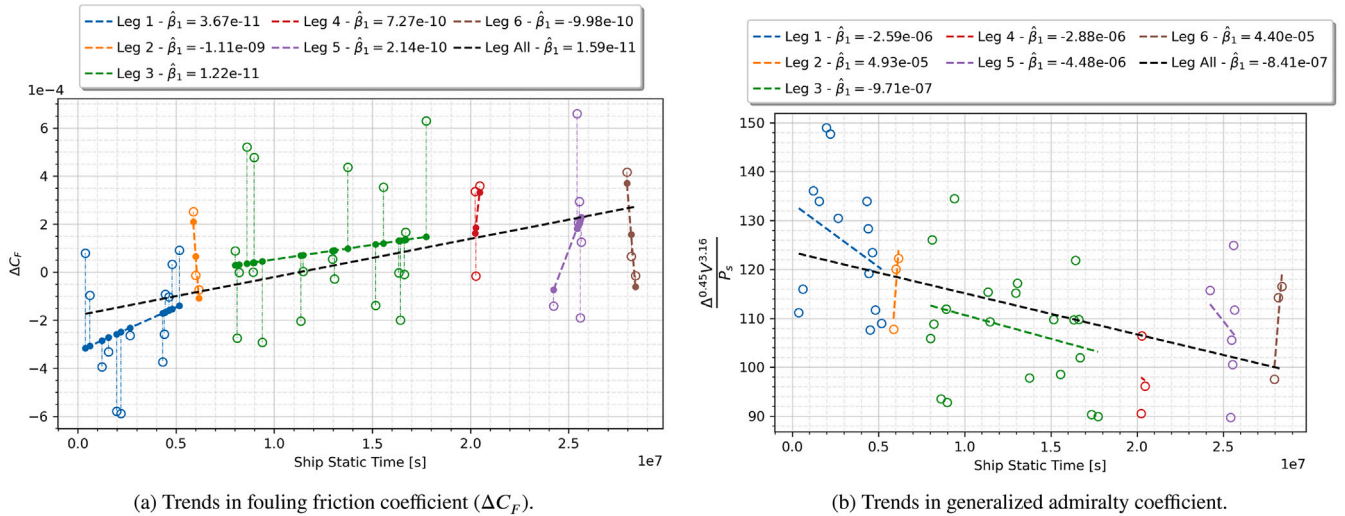 Leg 1 - β̂₁ = 3.67e-11
Leg 2 - β̂₁ = -1.11e-09
Leg 3 - β̂₁ = 1.22e-11
Leg 4 - β̂₁ = 7.27e-10
Leg 5 - β̂₁ = 2.14e-10
Leg 6 - β̂₁ = -9.98e-10
Leg All - β̂₁ = 1.59e-11
1e−4
6
4
2
0
−2
−4
−6
ΔC_F
0.0 0.5 1.0 1.5 2.0 2.5
1e7
Ship Static Time [s]
(a) Trends in fouling friction coefficient (ΔC_F).
Leg 1 - β̂₁ = -2.59e-06
Leg 2 - β̂₁ = 4.93e-05
Leg 3 - β̂₁ = -9.71e-07
Leg 4 - β̂₁ = -2.88e-06
Leg 5 - β̂₁ = -4.48e-06
Leg 6 - β̂₁ = 4.40e-05
Leg All - β̂₁ = -8.41e-07
150
140
130
120
110
100
90
Δ^0.45 V^3.16
P_s
0.0 0.5 1.0 1.5 2.0 2.5
1e7
Ship Static Time [s]
(b) Trends in generalized admiralty coefficient.